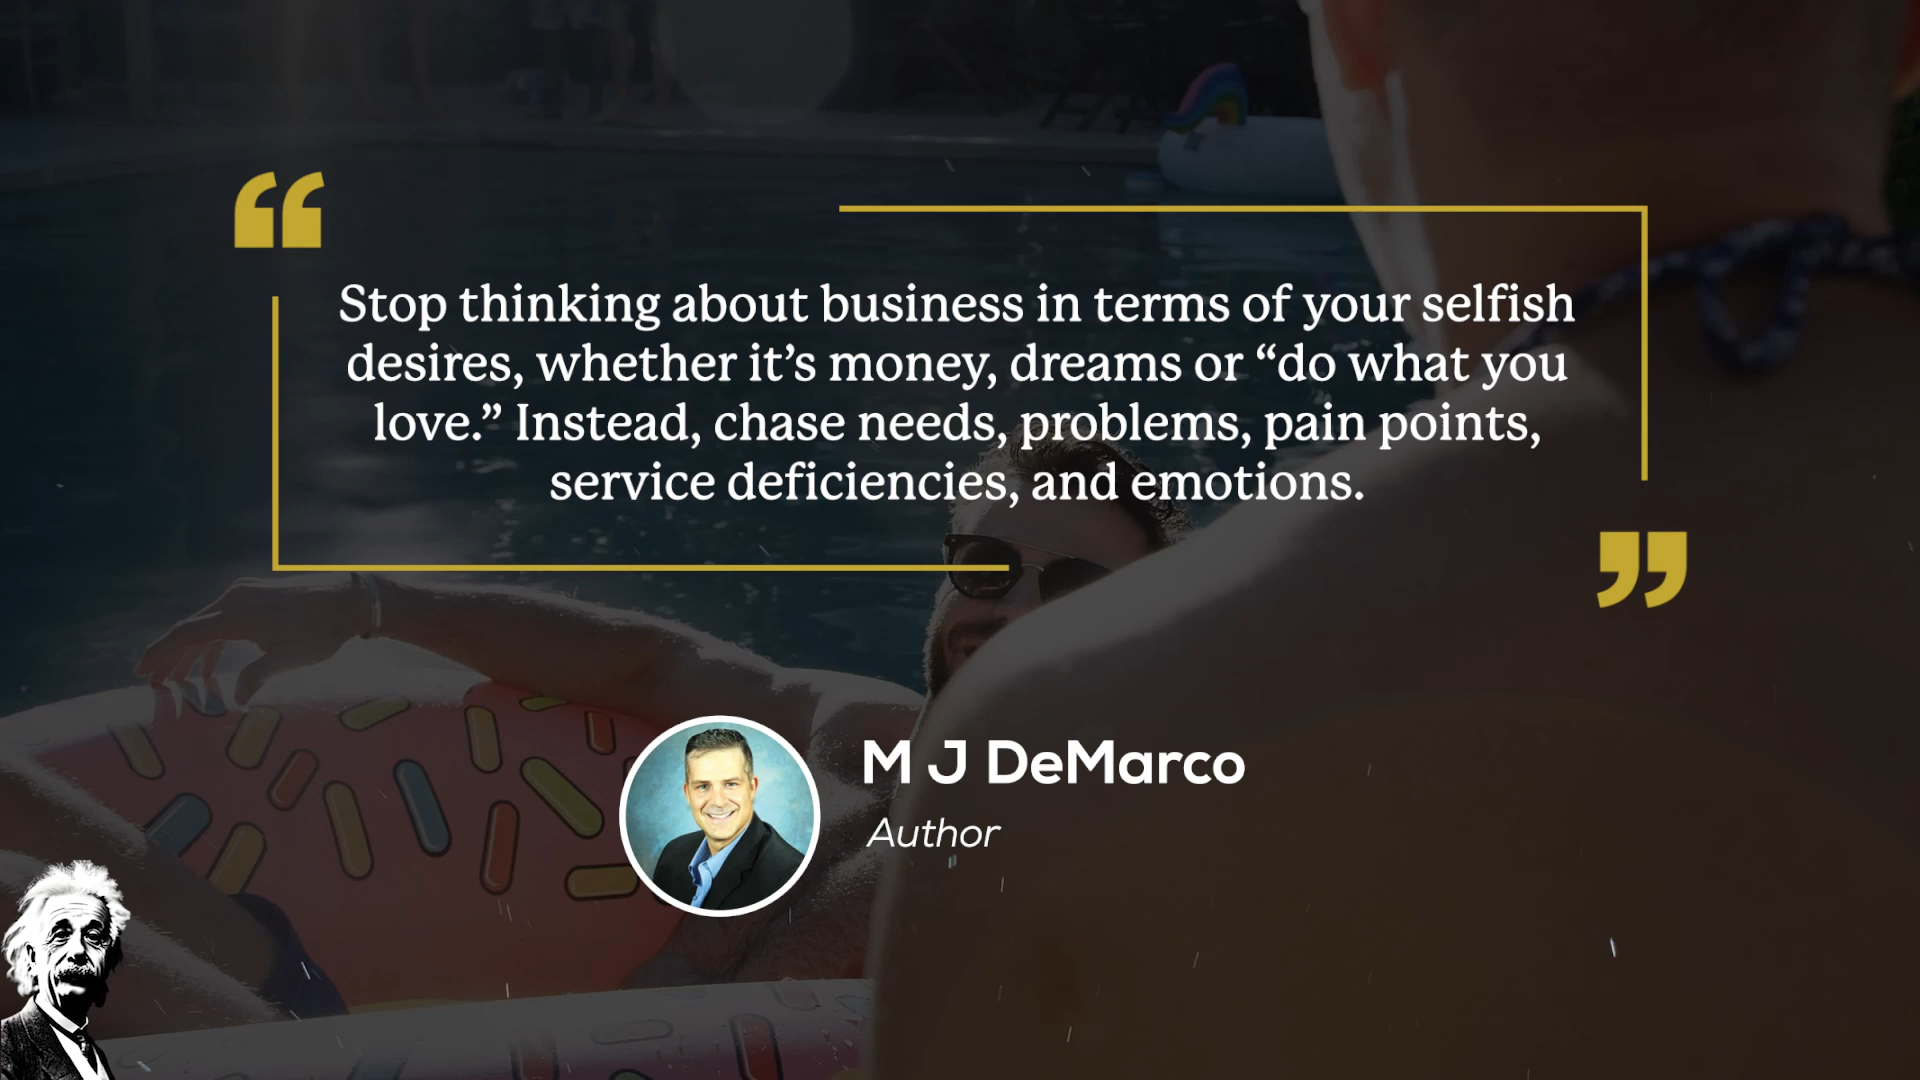 “
Stop thinking about business in terms of your selfish
desires, whether it’s money, dreams or “do what you
love.” Instead, chase needs, problems, pain points,
service deficiencies, and emotions.
”
M J DeMarco
Author